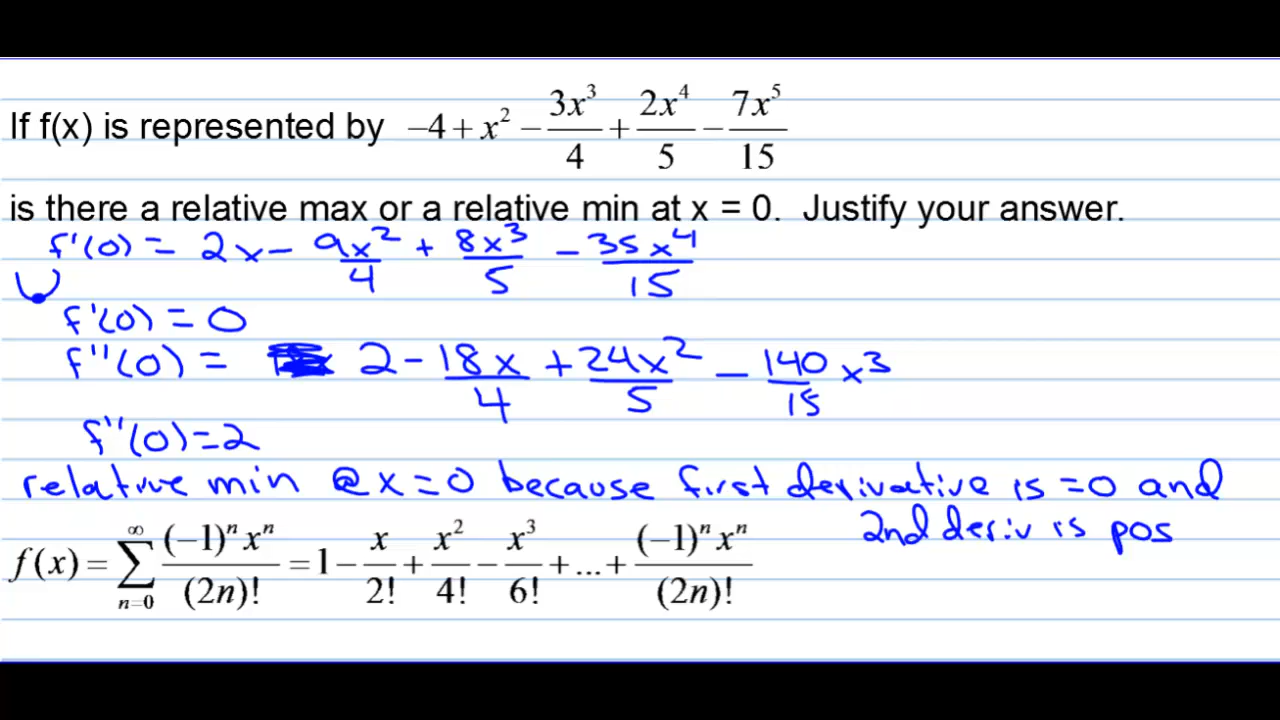 If f(x) is represented by −4 + x² − 3x³/4 + 2x⁴/5 − 7x⁵/15
is there a relative max or a relative min at x = 0. Justify your answer.
f'(0) = 2x − 9x²/4 + 8x³/5 − 35x⁴/15
f'(0) = 0
f''(0) = 2 − 18x/4 + 24x²/5 − 140/15 x³
f''(0) = 2
relative min @ x = 0 because first derivative is = 0 and
2nd deriv is pos
f(x) = ∑_{n=0}^{∞} (−1)ⁿxⁿ/(2n)! = 1 − x/2! + x²/4! − x³/6! + ... + (−1)ⁿxⁿ/(2n)!